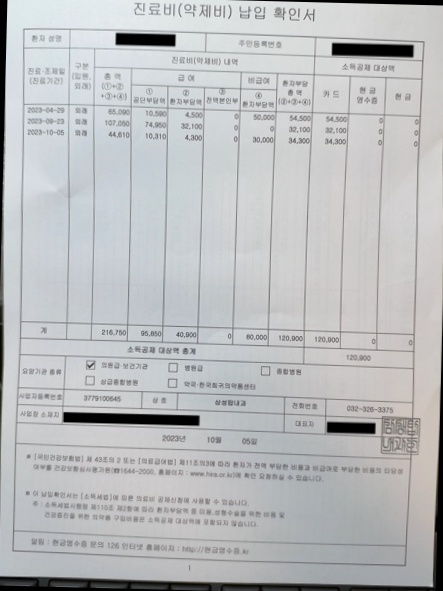 진료비(약제비) 납입 확인서
환자 성명 주민등록번호
진료·조제일 (진료기간) 구분 (입원, 외래) 진료비(약제비) 내역 소득공제 대상액
총 액 (①+②+③+④) 급 여 비급여 환자부담 총 액 (②+③+④) 카 드 현 금 영수증 현 금
① 공단부담액 ② 환자부담액 ③ 전액본인부 ④ 환자부담액
2023-04-29 외래 65,090 10,590 4,500 0 50,000 54,500 54,500 0 0
2023-09-23 외래 107,050 74,950 32,100 0 0 32,100 32,100 0 0
2023-10-05 외래 44,610 10,310 4,300 0 30,000 34,300 34,300 0 0
계 216,750 95,850 40,900 0 80,000 120,900 120,900 0 0
소득공제 대상액 총계 120,900
요양기관 종류 의원급·보건기관 병원급 종합병원
상급종합병원 약국·한국희귀의약품센터
사업자등록번호 3779100645 상 호 삼성탑내과 전화번호 032-326-3375
사업장 소재지 대표자
2023년 10월 05일
* [국민건강보험법] 제 43조의 2 또는 [의료급여법] 제11조의3에 따라 환자가 전액 부담한 비용과 비급여로 부담한 비용의 타당성
여부를 건강보험심사평가원(☎1644-2000, 홈페이지 : www.hira.or.kr)에 확인 요청하실 수 있습니다.
* 이 납입확인서는 [소득세법]에 따른 의료비 공제신청에 사용할 수 있습니다.
주 : 소득세법시행령 제115조 제2항에 따라 환자부담액 등 미용,성형수술을 위한 비용 및
건강증진을 위한 의약품 구입비용은 소득공제 대상액에 포함되지 않습니다.
알림 : 현금영수증 문의 126 인터넷 홈페이지 : http://현금영수증.kr
1